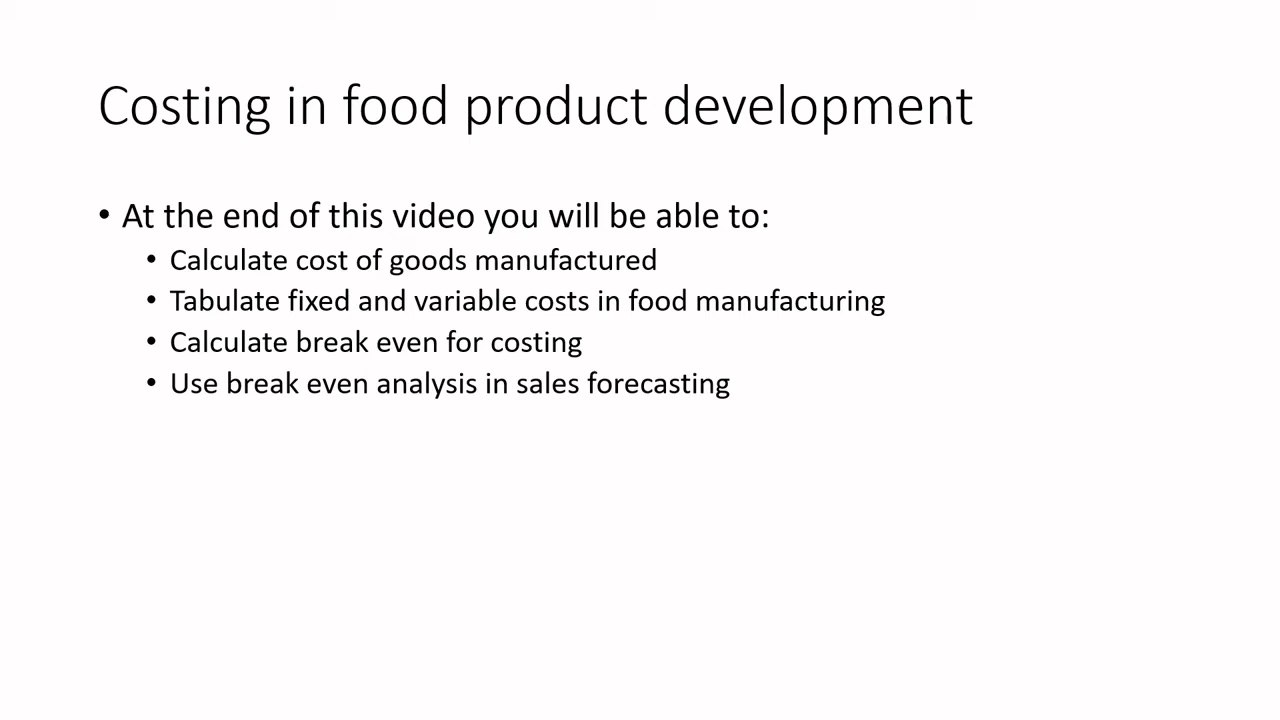 Costing in food product development
• At the end of this video you will be able to:
• Calculate cost of goods manufactured
• Tabulate fixed and variable costs in food manufacturing
• Calculate break even for costing
• Use break even analysis in sales forecasting